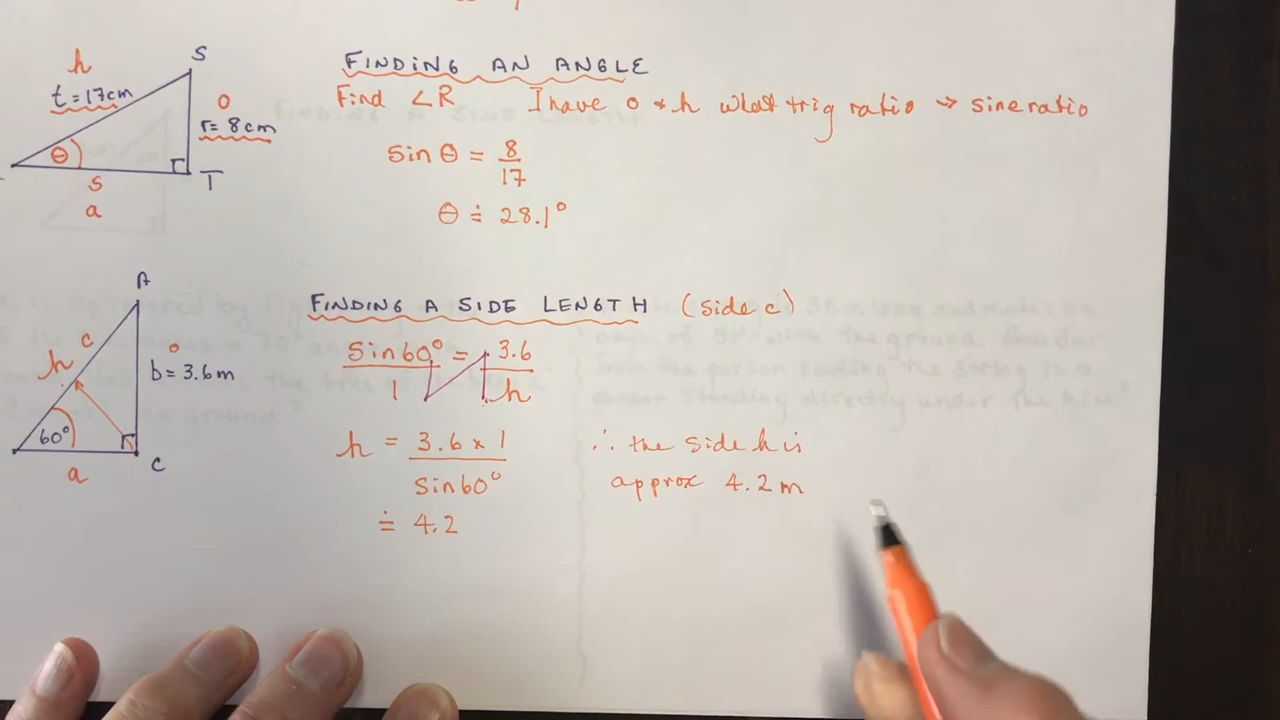 FINDING AN ANGLE
Find ∠R I have o & h what trig ratio → sine ratio
Sin θ = 8/17
θ ≐ 28.1°
h
t = 17cm
S
o
r = 8cm
θ
s
T
a
FINDING A SIDE LENGTH (side c)
Sin60°/1 = 3.6/h
h = 3.6 x 1/Sin60°
≐ 4.2
∴ the side h is
approx 4.2 m
A
c
h
o
b = 3.6m
60°
a
C